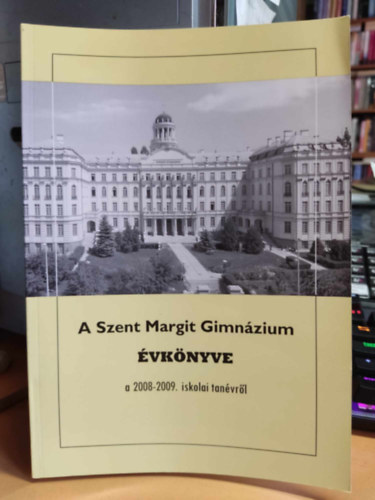 A Szent Margit Gimnázium
ÉVKÖNYVE
a 2008-2009. iskolai tanévről